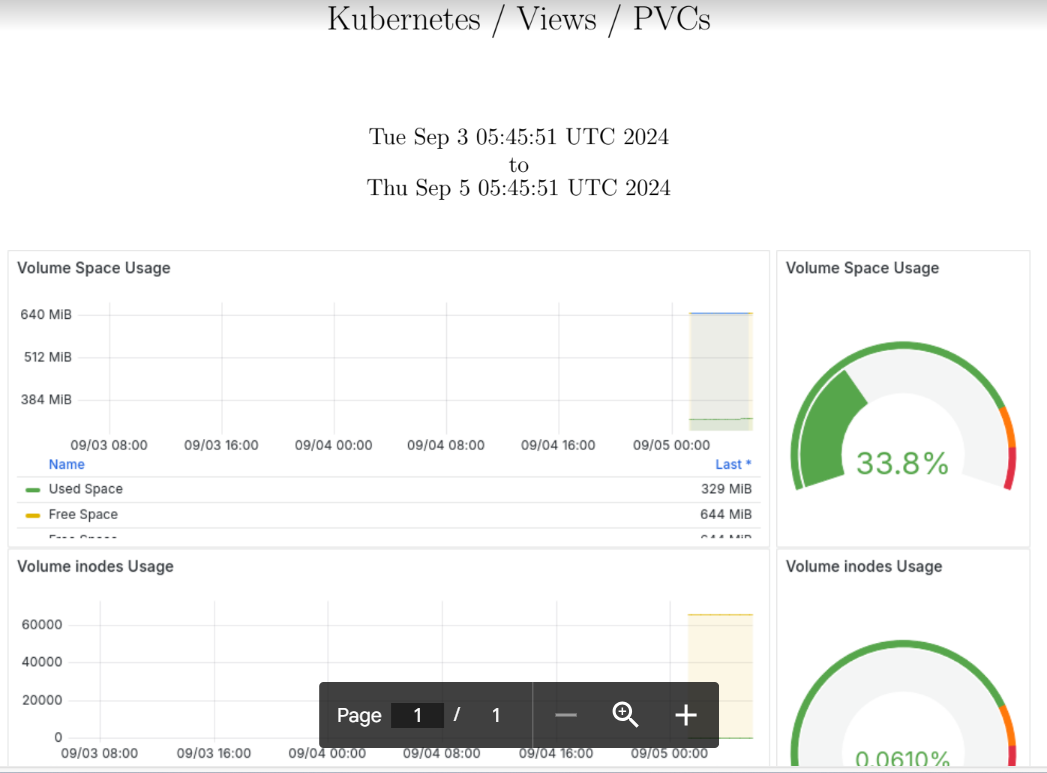 Kubernetes / Views / PVCs
Tue Sep 3 05:45:51 UTC 2024
to
Thu Sep 5 05:45:51 UTC 2024
Volume Space Usage
640 MiB
512 MiB
384 MiB
09/03 08:00 09/03 16:00 09/04 00:00 09/04 08:00 09/04 16:00 09/05 00:00
Name Last *
Used Space 329 MiB
Free Space 644 MiB
Volume Space Usage
33.8%
Volume inodes Usage
60000
40000
20000
0
09/03 08:00 09/03 16:00 09/04 00:00 09/04 08:00 09/04 16:00 09/05 00:00
Volume inodes Usage
0.0610%
Page 1 / 1